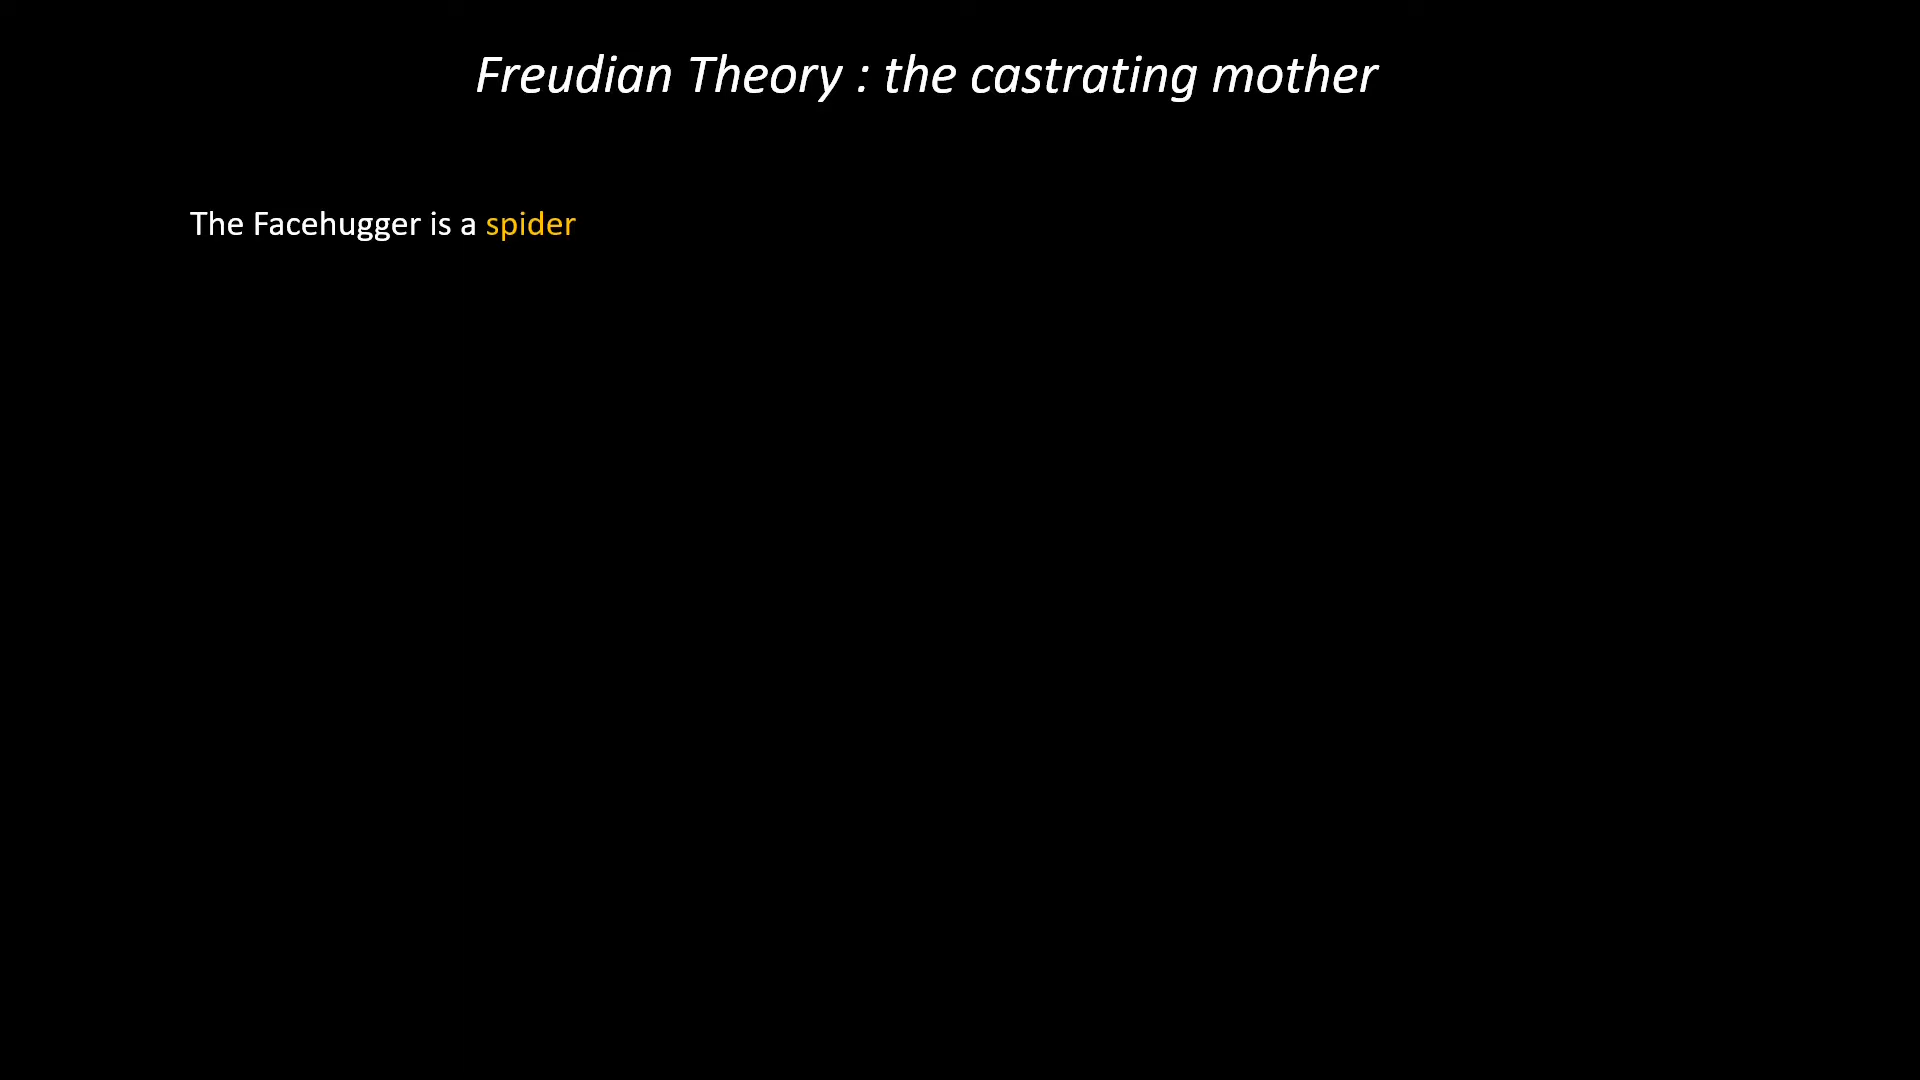 Freudian Theory : the castrating mother
The Facehugger is a spider